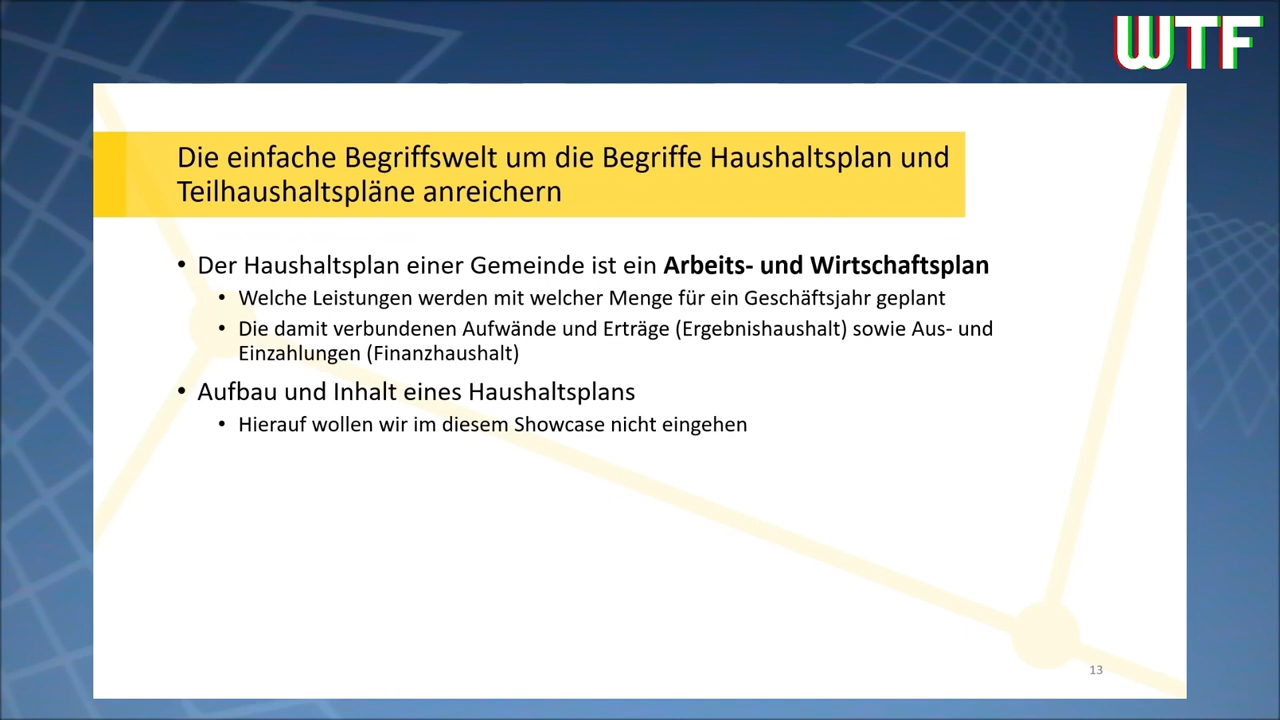 WTF
Die einfache Begriffswelt um die Begriffe Haushaltsplan und
Teilhaushaltspläne anreichern
• Der Haushaltsplan einer Gemeinde ist ein Arbeits- und Wirtschaftsplan
• Welche Leistungen werden mit welcher Menge für ein Geschäftsjahr geplant
• Die damit verbundenen Aufwände und Erträge (Ergebnishaushalt) sowie Aus- und
Einzahlungen (Finanzhaushalt)
• Aufbau und Inhalt eines Haushaltsplans
• Hierauf wollen wir im diesem Showcase nicht eingehen
13